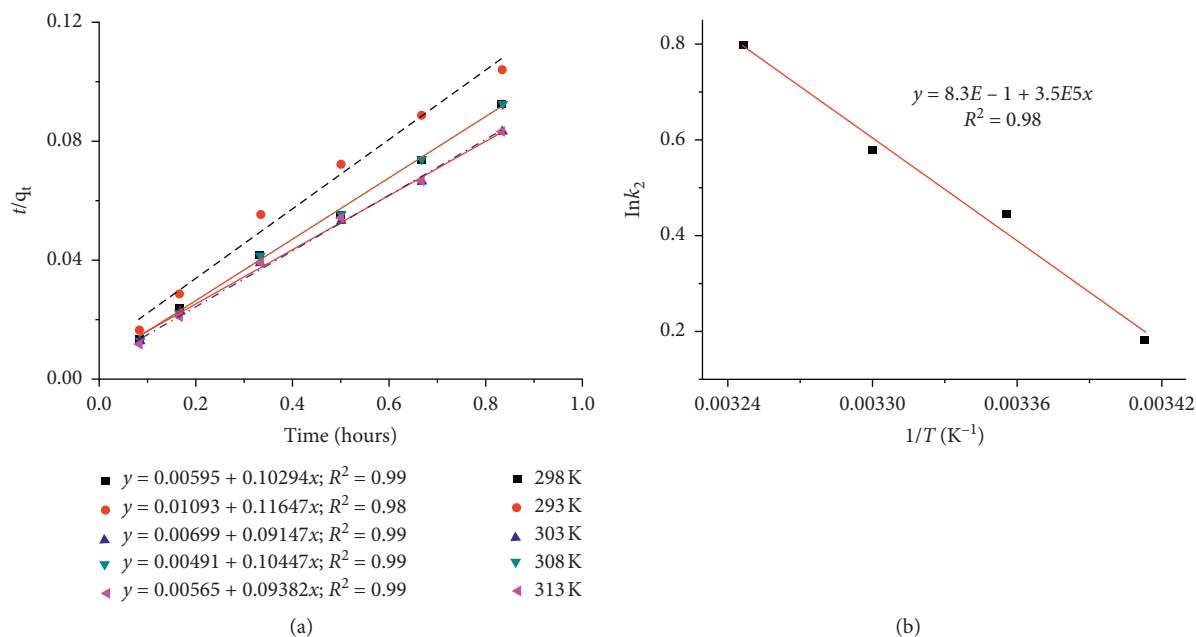 0.12
0.08
0.04
0.00
t/qt
0.0 0.2 0.4 0.6 0.8 1.0
Time (hours)
y = 0.00595 + 0.10294x; R² = 0.99 298 K
y = 0.01093 + 0.11647x; R² = 0.98 293 K
y = 0.00699 + 0.09147x; R² = 0.99 303 K
y = 0.00491 + 0.10447x; R² = 0.99 308 K
y = 0.00565 + 0.09382x; R² = 0.99 313 K
(a)
0.8
0.6
0.4
0.2
Ink₂
y = 8.3E – 1 + 3.5E5x
R² = 0.98
0.00324 0.00330 0.00336 0.00342
1/T (K⁻¹)
(b)